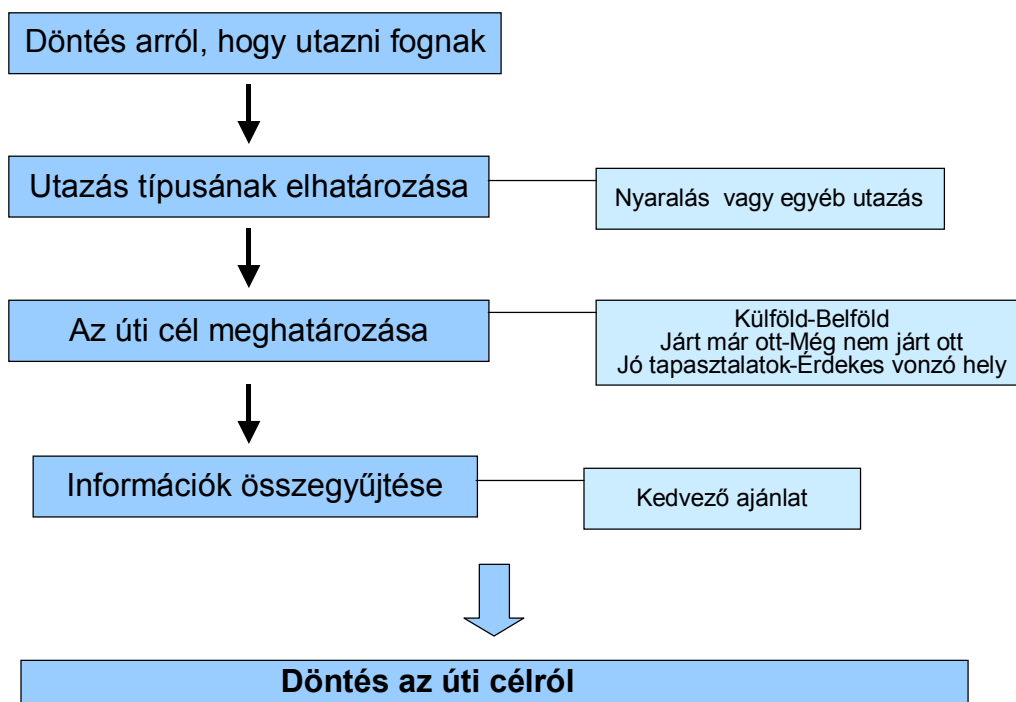 Döntés arról, hogy utazni fognak
Utazás típusának elhatározása
Nyaralás vagy egyéb utazás
Az úti cél meghatározása
Külföld-Belföld
Járt már ott-Még nem járt ott
Jó tapasztalatok-Érdekes vonzó hely
Információk összegyűjtése
Kedvező ajánlat
Döntés az úti célról